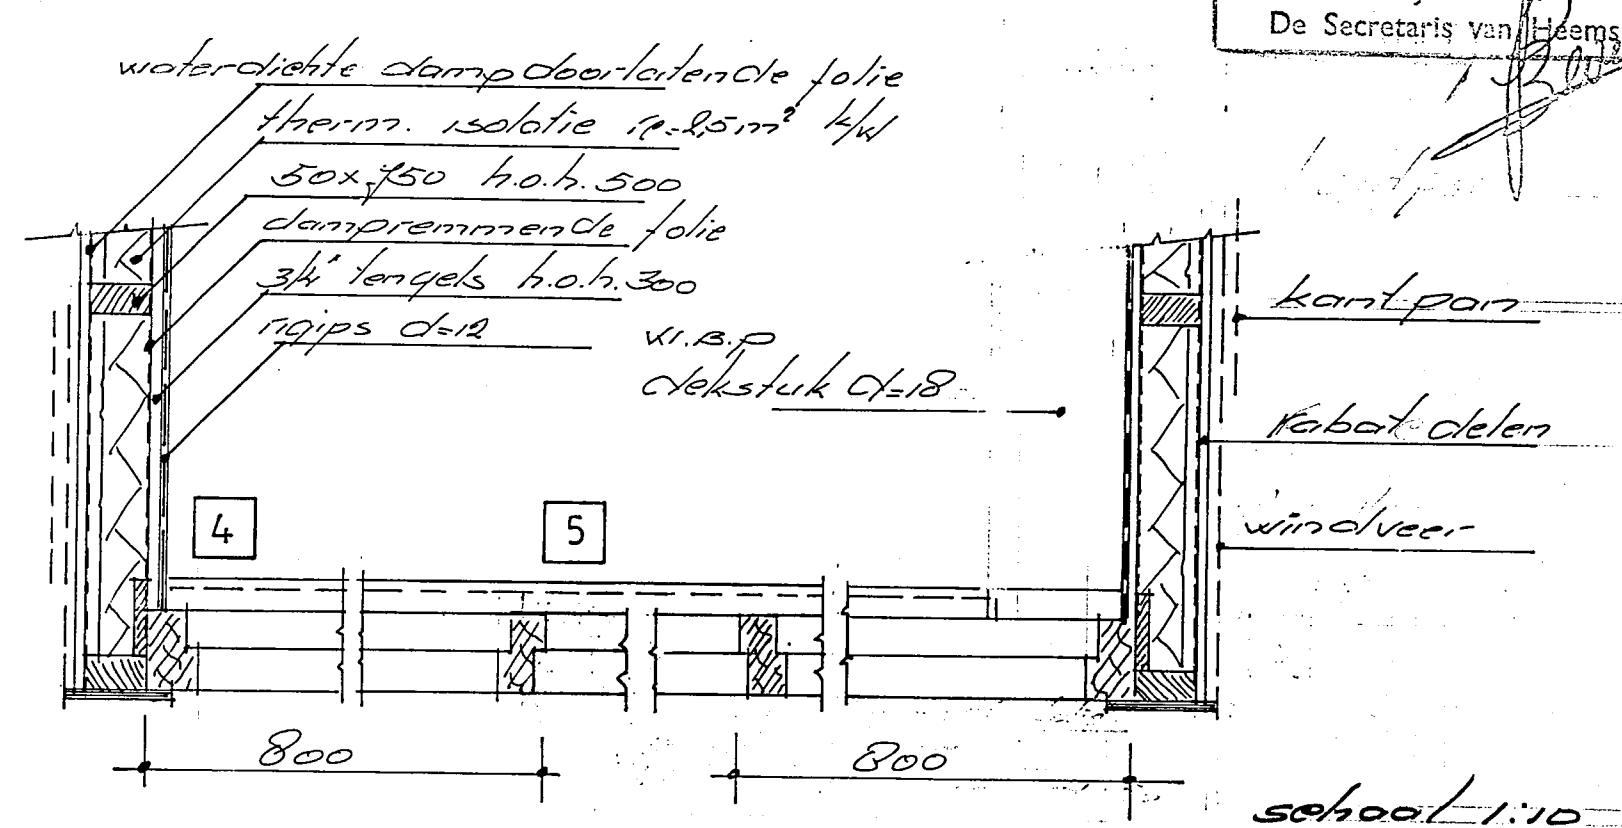 De Secretaris van Heems
waterdichte dampdoorlatende folie
therm. isolatie rc=2,5m² k/w
50x150 h.o.h. 500
dampremmende folie
3/4" tengels h.o.h. 300
rigips d=12
w.b.p
dekstuk d=18
kantpan
Rabat delen
windveer
4
5
800
800
schaal 1:10